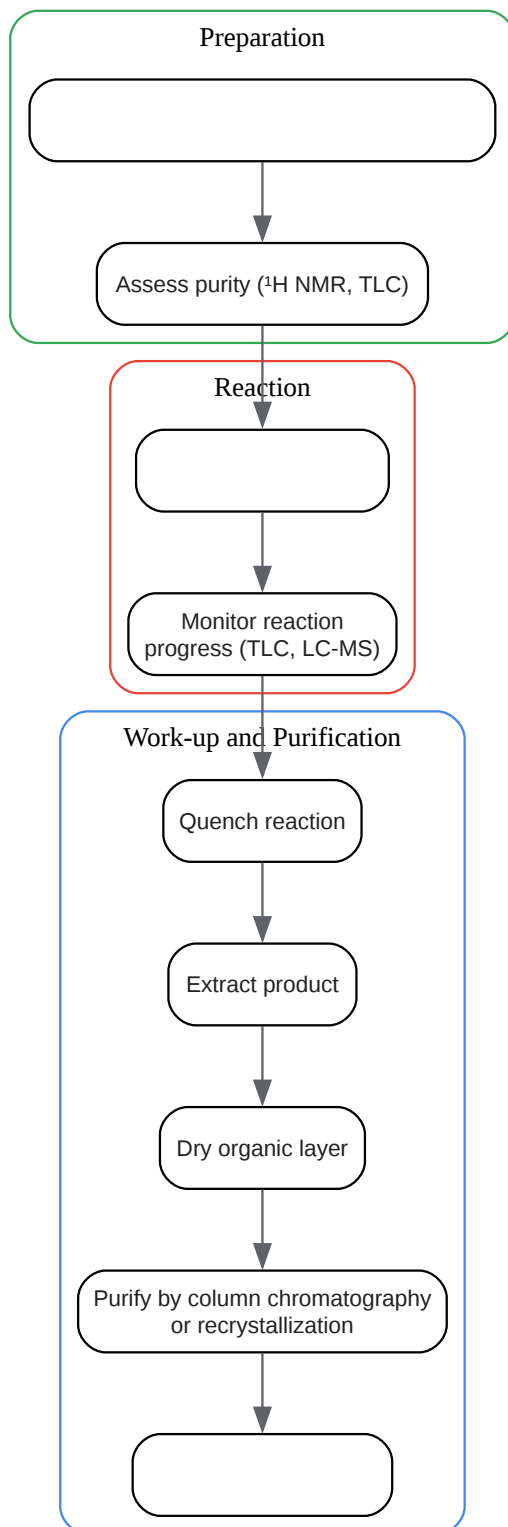 Preparation
Assess purity (¹H NMR, TLC)
Reaction
Monitor reaction
progress (TLC, LC-MS)
Work-up and Purification
Quench reaction
Extract product
Dry organic layer
Purify by column chromatography
or recrystallization